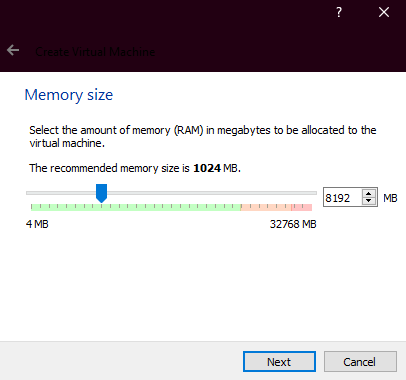 ?
Create Virtual Machine
Memory size
Select the amount of memory (RAM) in megabytes to be allocated to the
virtual machine.
The recommended memory size is 1024 MB.
8192 MB
4 MB 32768 MB
Next Cancel